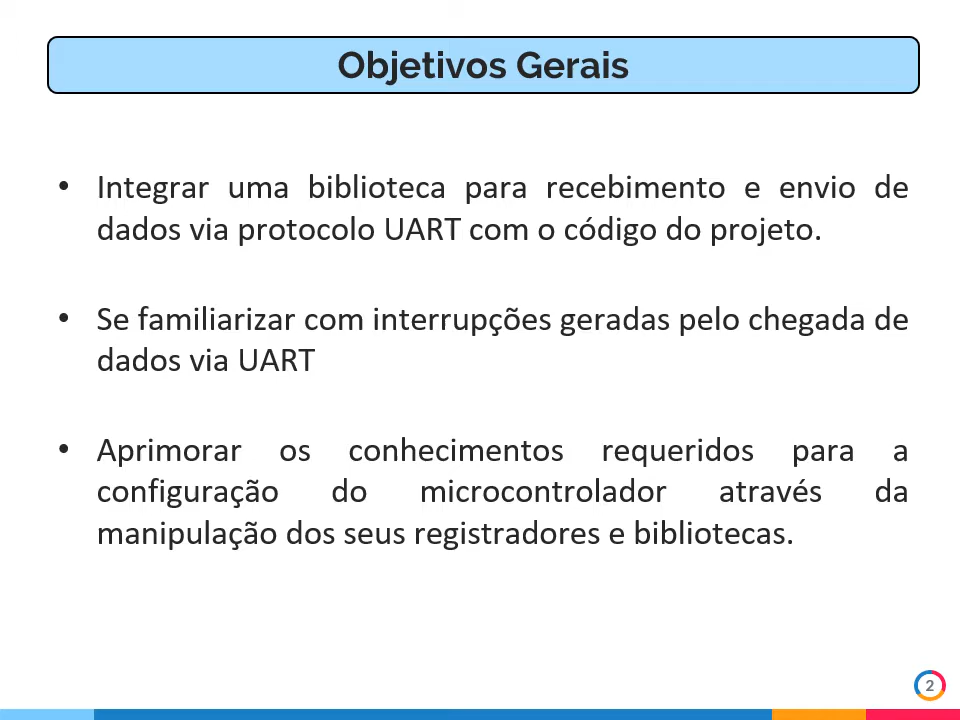 Objetivos Gerais
• Integrar uma biblioteca para recebimento e envio de
dados via protocolo UART com o código do projeto.
• Se familiarizar com interrupções geradas pelo chegada de
dados via UART
• Aprimorar os conhecimentos requeridos para a
configuração do microcontrolador através da
manipulação dos seus registradores e bibliotecas.
2